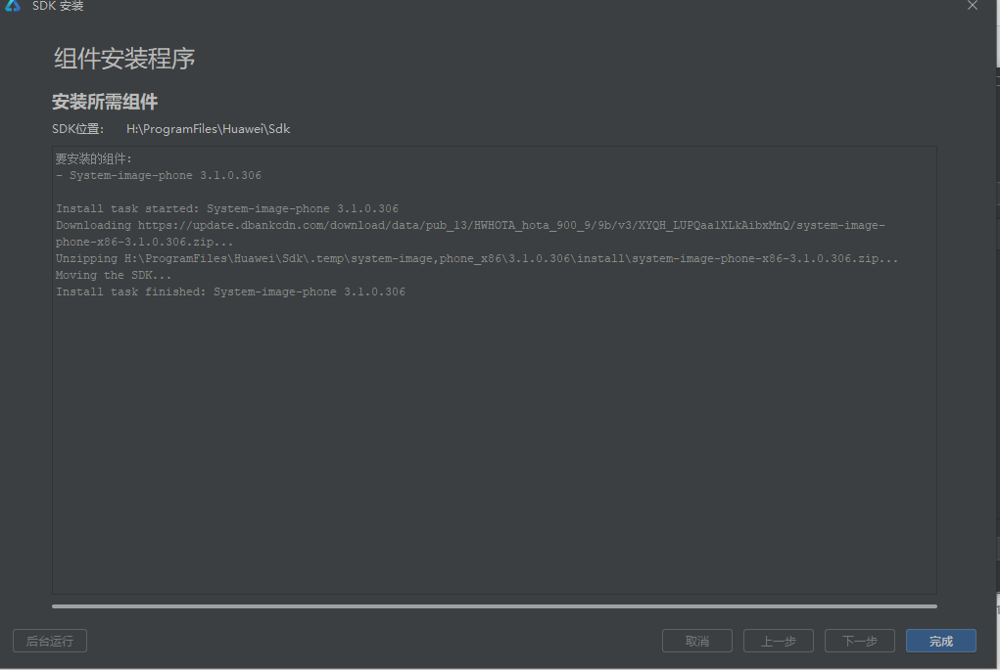 SDK 安装
组件安装程序
安装所需组件
SDK位置: H:\ProgramFiles\Huawei\Sdk
要安装的组件:
- System-image-phone 3.1.0.306
Install task started: System-image-phone 3.1.0.306
Downloading https://update.dbankcdn.com/download/data/pub_13/HWHOTA_hota_900_9/9b/v3/XYQH_LUPQaa1XLkAibxMnQ/system-image-
phone-x86-3.1.0.306.zip...
Unzipping H:\ProgramFiles\Huawei\Sdk\.temp\system-image,phone_x86\3.1.0.306\install\system-image-phone-x86-3.1.0.306.zip...
Moving the SDK...
Install task finished: System-image-phone 3.1.0.306
后台运行 取消 上一步 下一步 完成